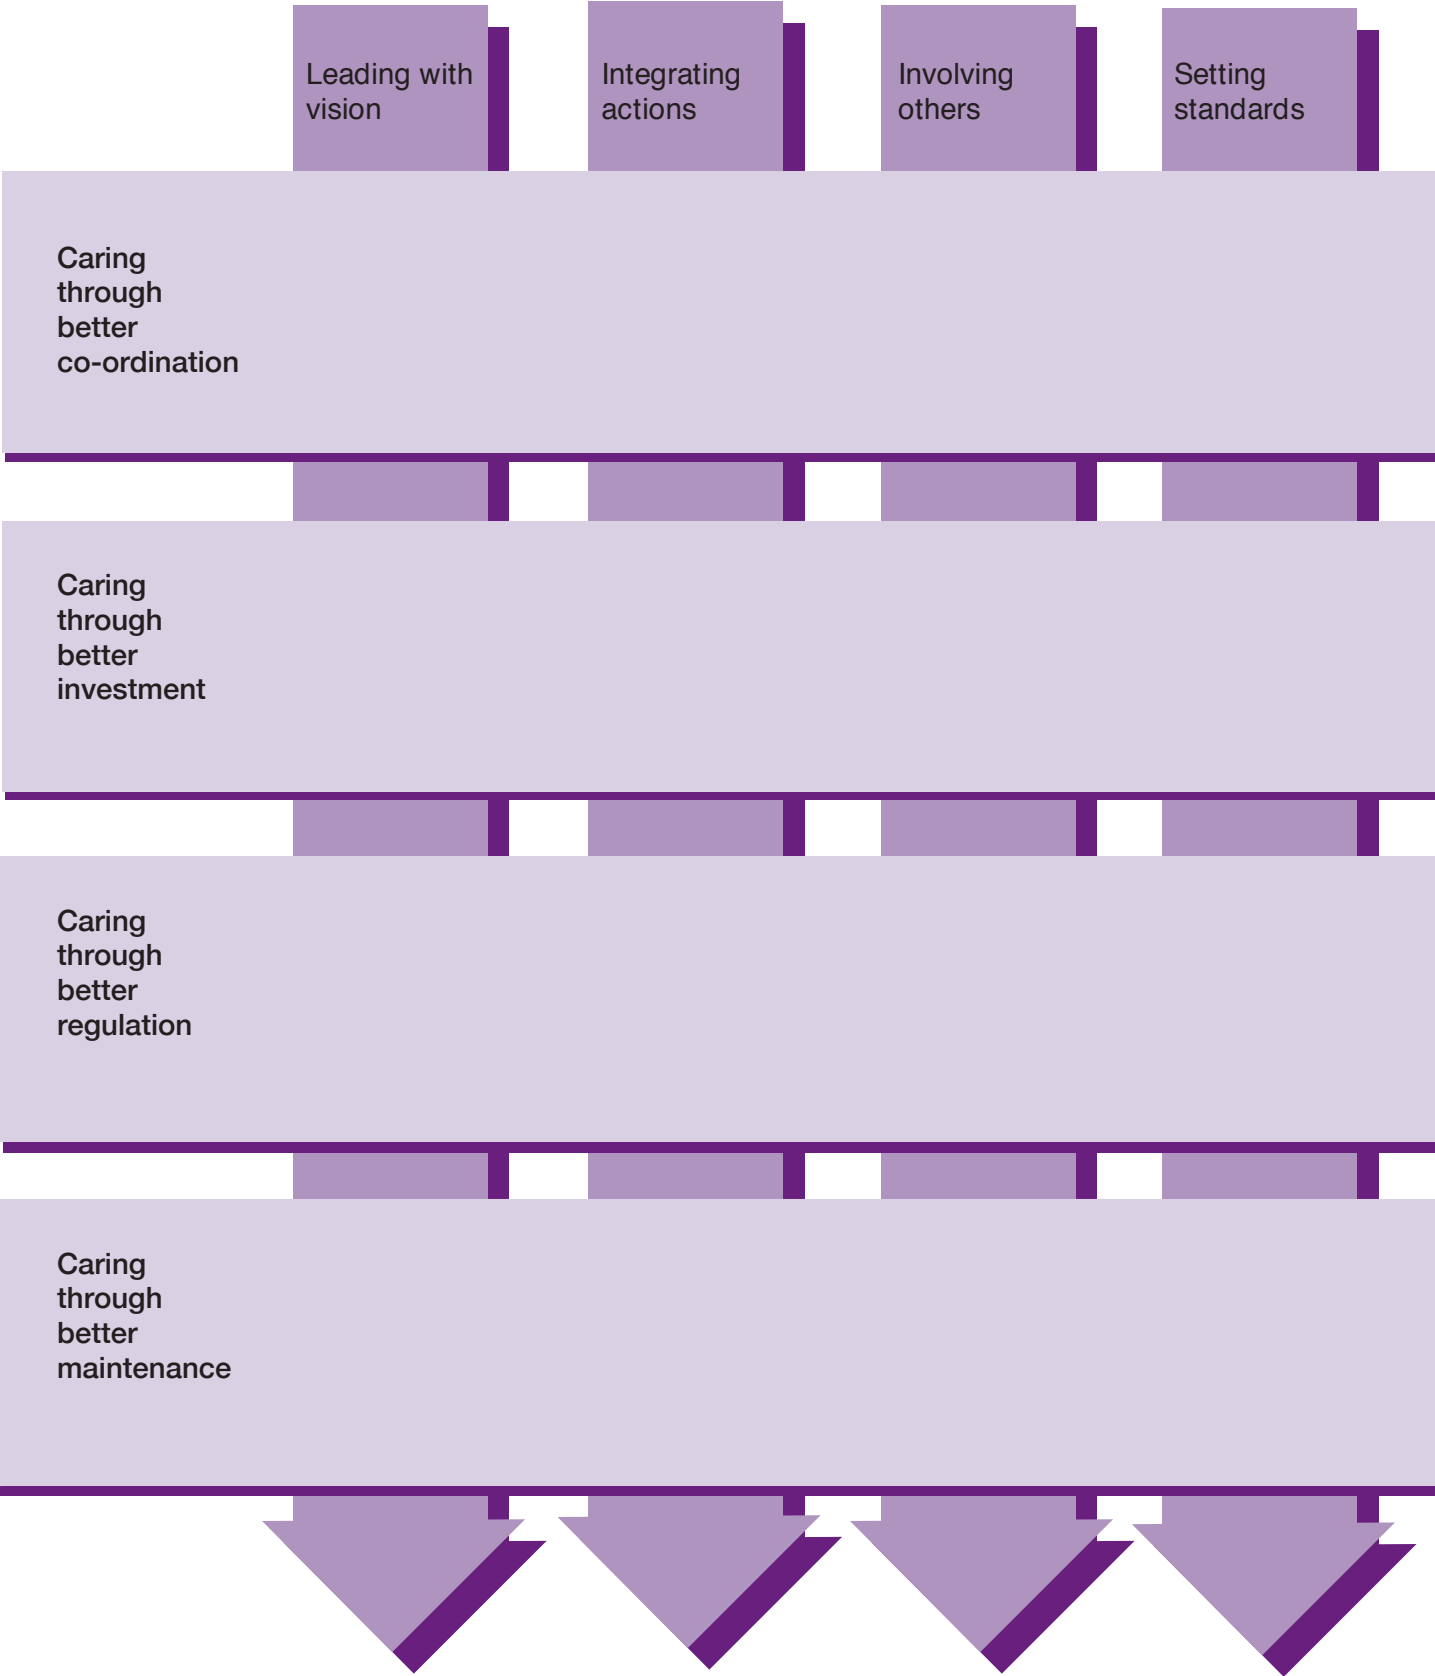 Leading with
vision
Integrating
actions
Involving
others
Setting
standards
Caring
through
better
co-ordination
Caring
through
better
investment
Caring
through
better
regulation
Caring
through
better
maintenance